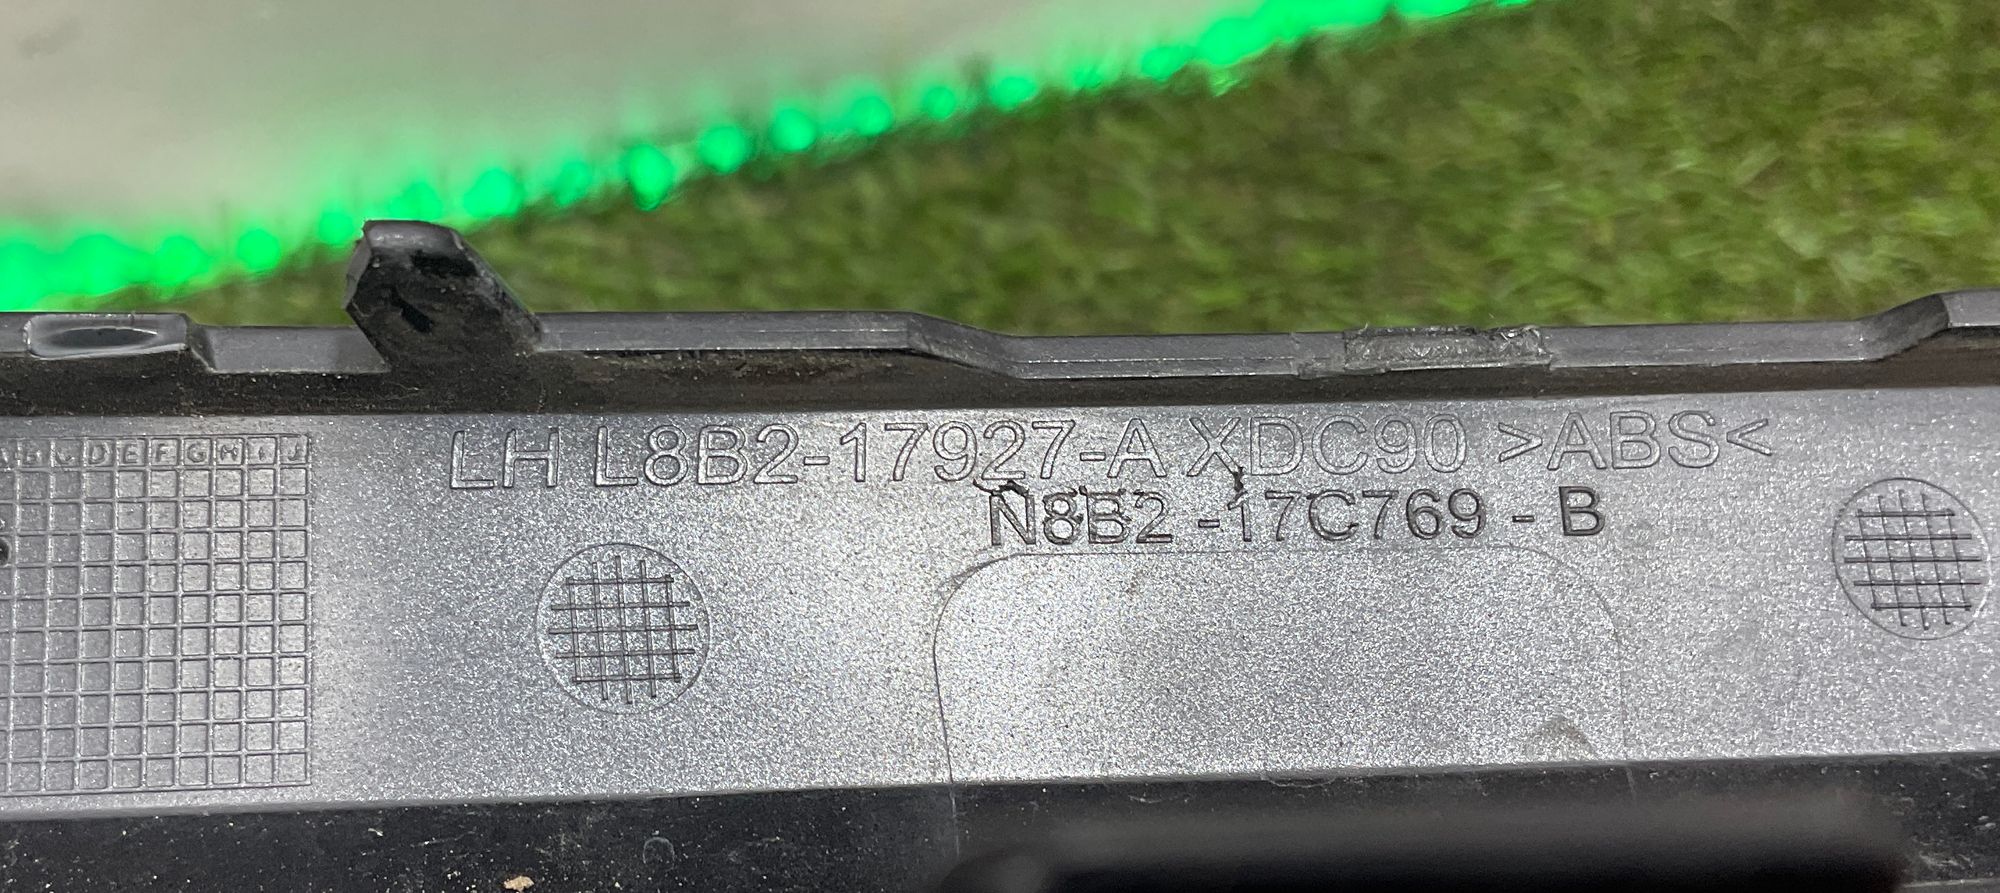 LH L8B2-17927-A XDC90 >ABS<
N8B2 -17C769 - B
A B C D E F G H I J